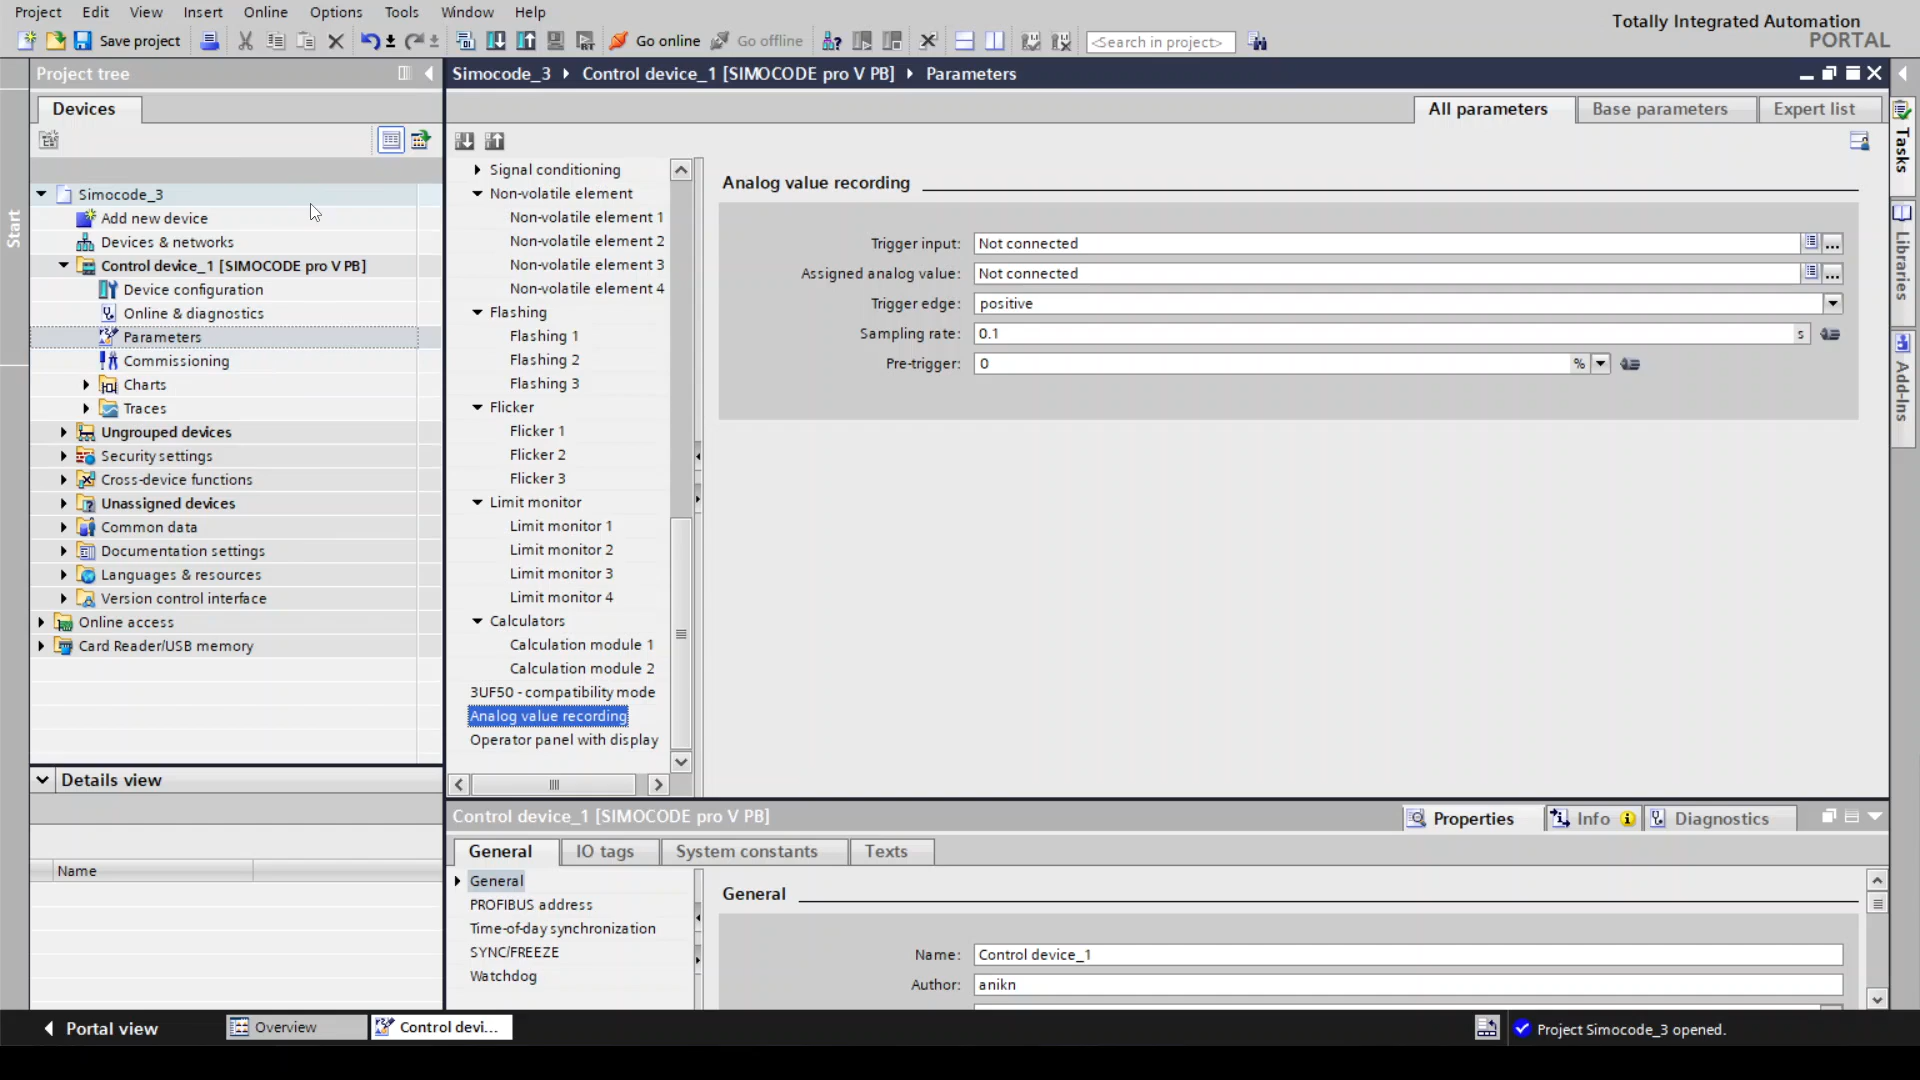 Project Edit View Insert Online Options Tools Window Help
Totally Integrated Automation
PORTAL
Save project
Go online
Go offline
<Search in project>
Project tree
Simocode_3 Control device_1 [SIMOCODE pro V PB] Parameters
Devices
All parameters
Base parameters
Expert list
Start
Simocode_3
Add new device
Devices & networks
Control device_1 [SIMOCODE pro V PB]
Device configuration
Online & diagnostics
Parameters
Commissioning
Charts
Traces
Ungrouped devices
Security settings
Cross-device functions
Unassigned devices
Common data
Documentation settings
Languages & resources
Version control interface
Online access
Card Reader/USB memory
Signal conditioning
Non-volatile element
Non-volatile element 1
Non-volatile element 2
Non-volatile element 3
Non-volatile element 4
Flashing
Flashing 1
Flashing 2
Flashing 3
Flicker
Flicker 1
Flicker 2
Flicker 3
Limit monitor
Limit monitor 1
Limit monitor 2
Limit monitor 3
Limit monitor 4
Calculators
Calculation module 1
Calculation module 2
3UF50 - compatibility mode
Analog value recording
Operator panel with display
Analog value recording
Trigger input: Not connected ...
Assigned analog value: Not connected ...
Trigger edge: positive
Sampling rate: 0.1 s
Pre-trigger: 0 %
Tasks
Libraries
Add-Ins
Details view
Name
Control device_1 [SIMOCODE pro V PB]
Properties
Info
Diagnostics
General
IO tags
System constants
Texts
General
PROFIBUS address
Time-of-day synchronization
SYNC/FREEZE
Watchdog
General
Name: Control device_1
Author: anikn
Portal view
Overview
Control devi...
Project Simocode_3 opened.